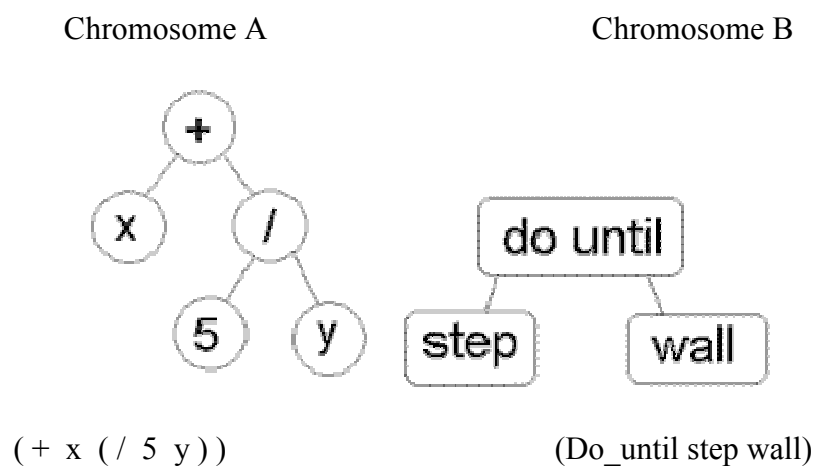 Chromosome A Chromosome B
+
x /
do until
5 y step wall
( + x ( / 5 y ) ) (Do_until step wall)